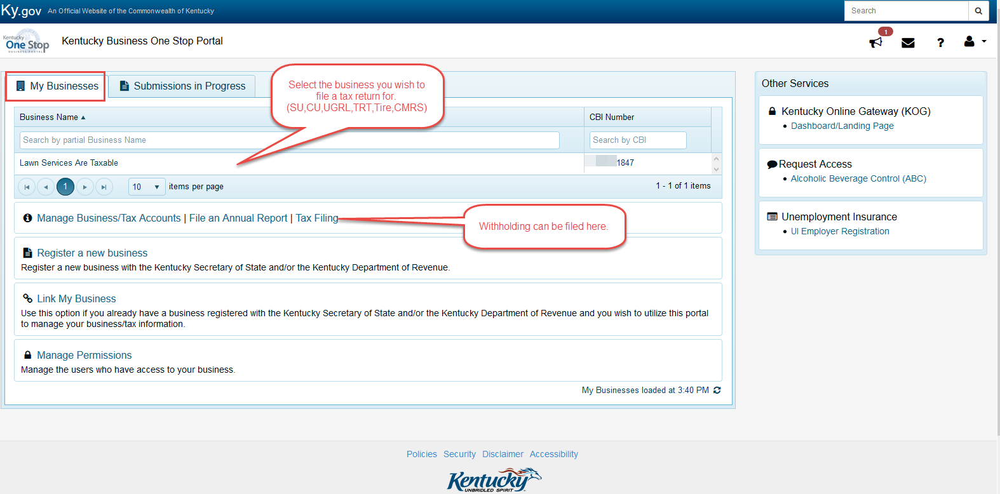 Ky.gov An Official Website of the Commonwealth of Kentucky
Search
Kentucky
One Stop
BUSINESS PORTAL
Kentucky Business One Stop Portal
1
?
My Businesses
Submissions in Progress
Select the business you wish to
file a tax return for.
(SU,CU,UGRL,TRT,Tire,CMRS)
Business Name
CBI Number
Search by partial Business Name
Search by CBI
Lawn Services Are Taxable
1847
1
10
items per page
1 - 1 of 1 items
Manage Business/Tax Accounts | File an Annual Report | Tax Filing
Withholding can be filed here.
Register a new business
Register a new business with the Kentucky Secretary of State and/or the Kentucky Department of Revenue.
Link My Business
Use this option if you already have a business registered with the Kentucky Secretary of State and/or the Kentucky Department of Revenue and you wish to utilize this portal
to manage your business/tax information.
Manage Permissions
Manage the users who have access to your business.
My Businesses loaded at 3:40 PM
Other Services
Kentucky Online Gateway (KOG)
Dashboard/Landing Page
Request Access
Alcoholic Beverage Control (ABC)
Unemployment Insurance
UI Employer Registration
Policies Security Disclaimer Accessibility
Kentucky
UNBRIDLED SPIRIT